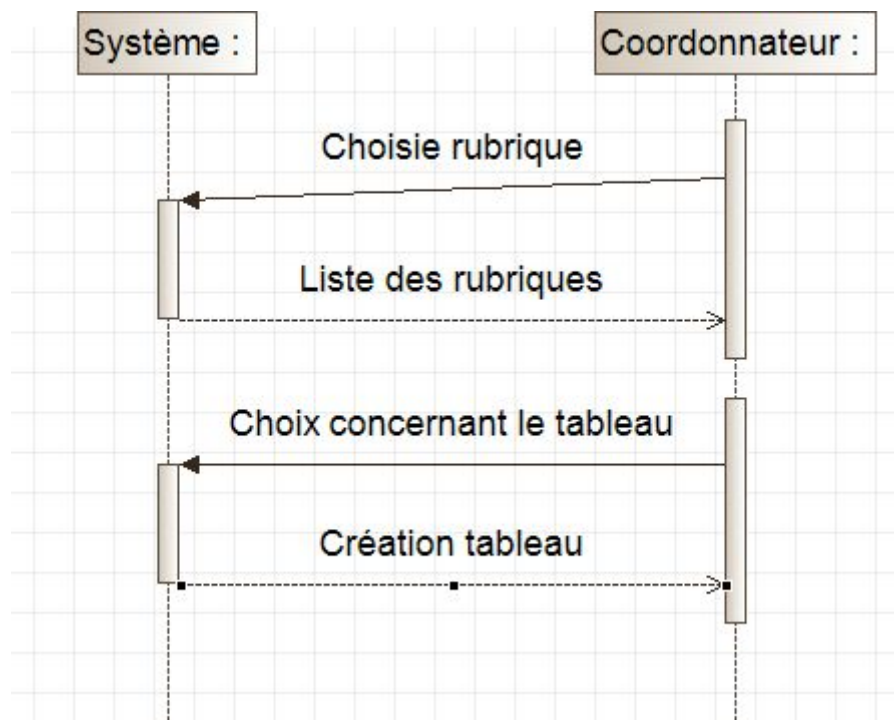 Système :
Coordonnateur :
Choisie rubrique
Liste des rubriques
Choix concernant le tableau
Création tableau